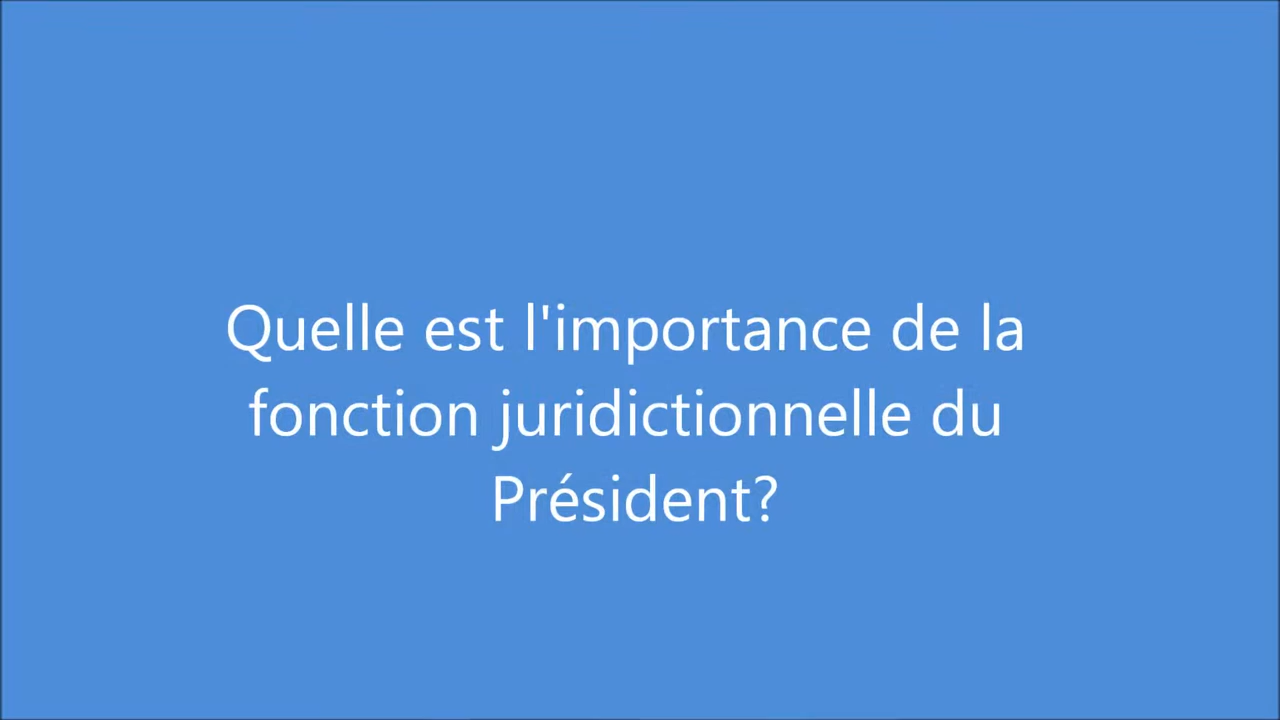 Quelle est l'importance de la
fonction juridictionnelle du
Président?